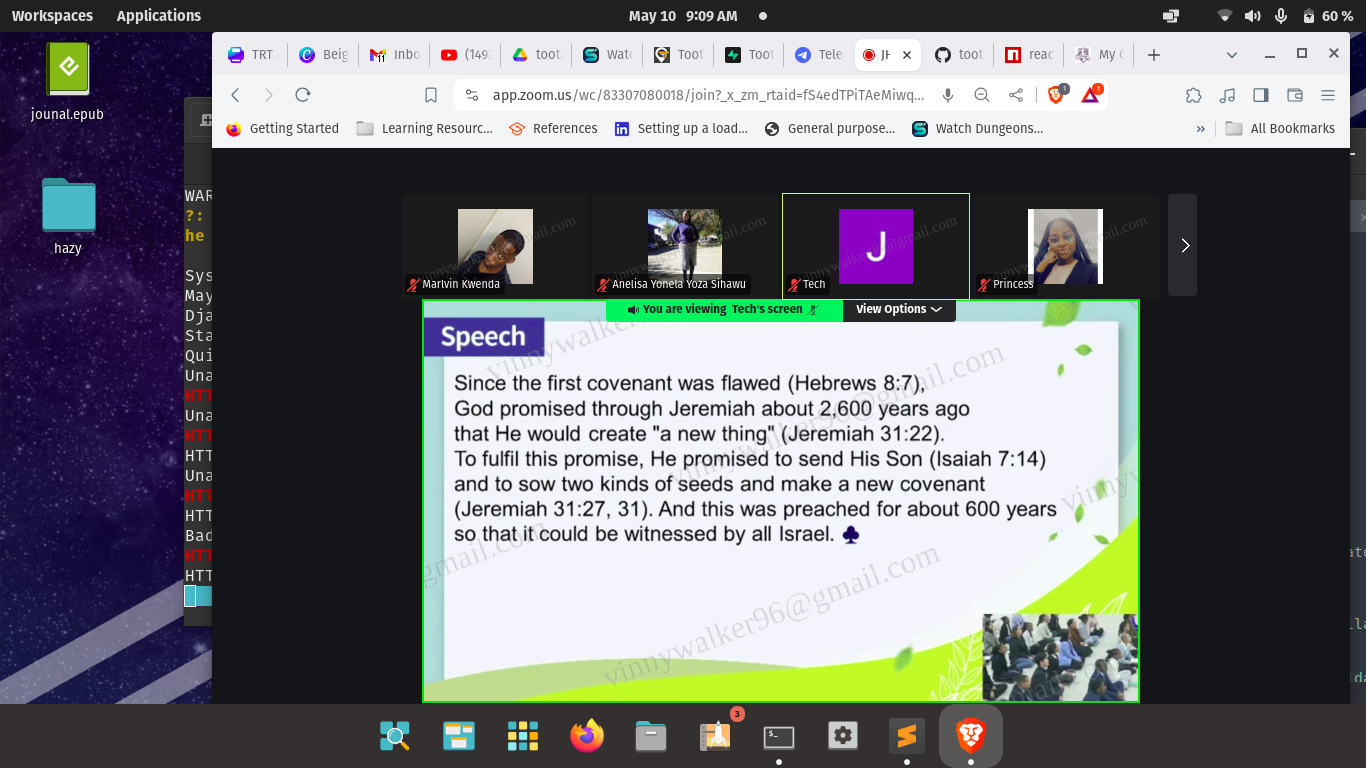 Workspaces Applications May 10 9:09 AM 60 %
jounal.epub
hazy
TRT Beig Inbo (149 toot Wat Toot Toot Tele JH toot reac My C
app.zoom.us/wc/83307080018/join?_x_zm_rtaid=fS4edTPiTAeMiwq... 1 1
Getting Started Learning Resourc... References Setting up a load... General purpose... Watch Dungeons... » All Bookmarks
WAR
?:
he
Sys
May
Dja
Sta
Qui
Una
HTT
Una
HTT
HTT
Una
HTT
HTT
Bad
HTT
HTT
J
Marlvin Kwenda Anelisa Yonela Yoza Sihawu Tech Princess
You are viewing Tech's screen View Options
Speech
Since the first covenant was flawed (Hebrews 8:7),
God promised through Jeremiah about 2,600 years ago
that He would create "a new thing" (Jeremiah 31:22).
To fulfil this promise, He promised to send His Son (Isaiah 7:14)
and to sow two kinds of seeds and make a new covenant
(Jeremiah 31:27, 31). And this was preached for about 600 years
so that it could be witnessed by all Israel. ♣
vinnywalker96@gmail.com
3